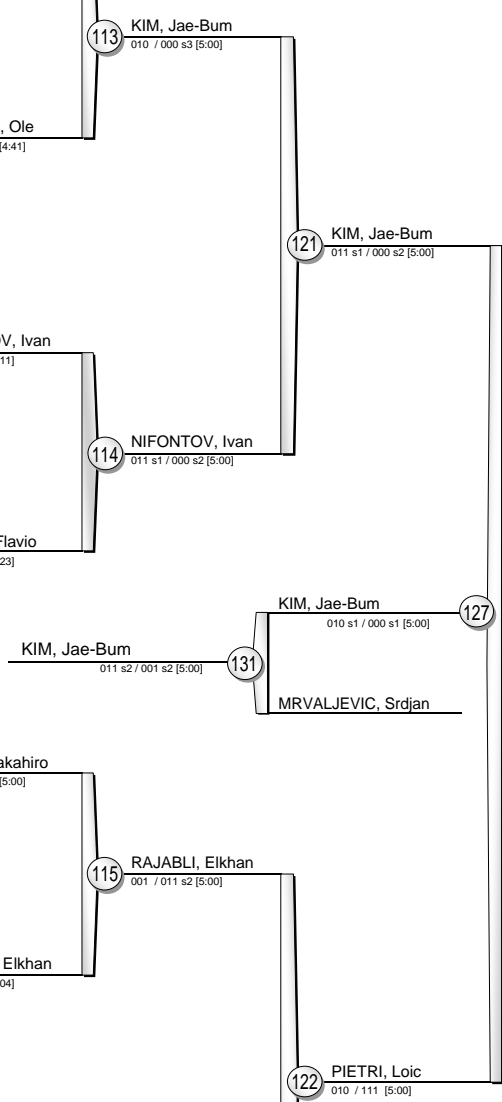 113
KIM, Jae-Bum
010 / 000 s3 [5:00]
, Ole
[4:41]
121
KIM, Jae-Bum
011 s1 / 000 s2 [5:00]
V, Ivan
11]
114
NIFONTOV, Ivan
011 s1 / 000 s2 [5:00]
Flavio
23]
KIM, Jae-Bum
010 s1 / 000 s1 [5:00]
127
KIM, Jae-Bum
011 s2 / 001 s2 [5:00]
131
MRVALJEVIC, Srdjan
akahiro
[5:00]
115
RAJABLI, Elkhan
001 / 011 s2 [5:00]
Elkhan
04]
122
PIETRI, Loic
010 / 111 [5:00]